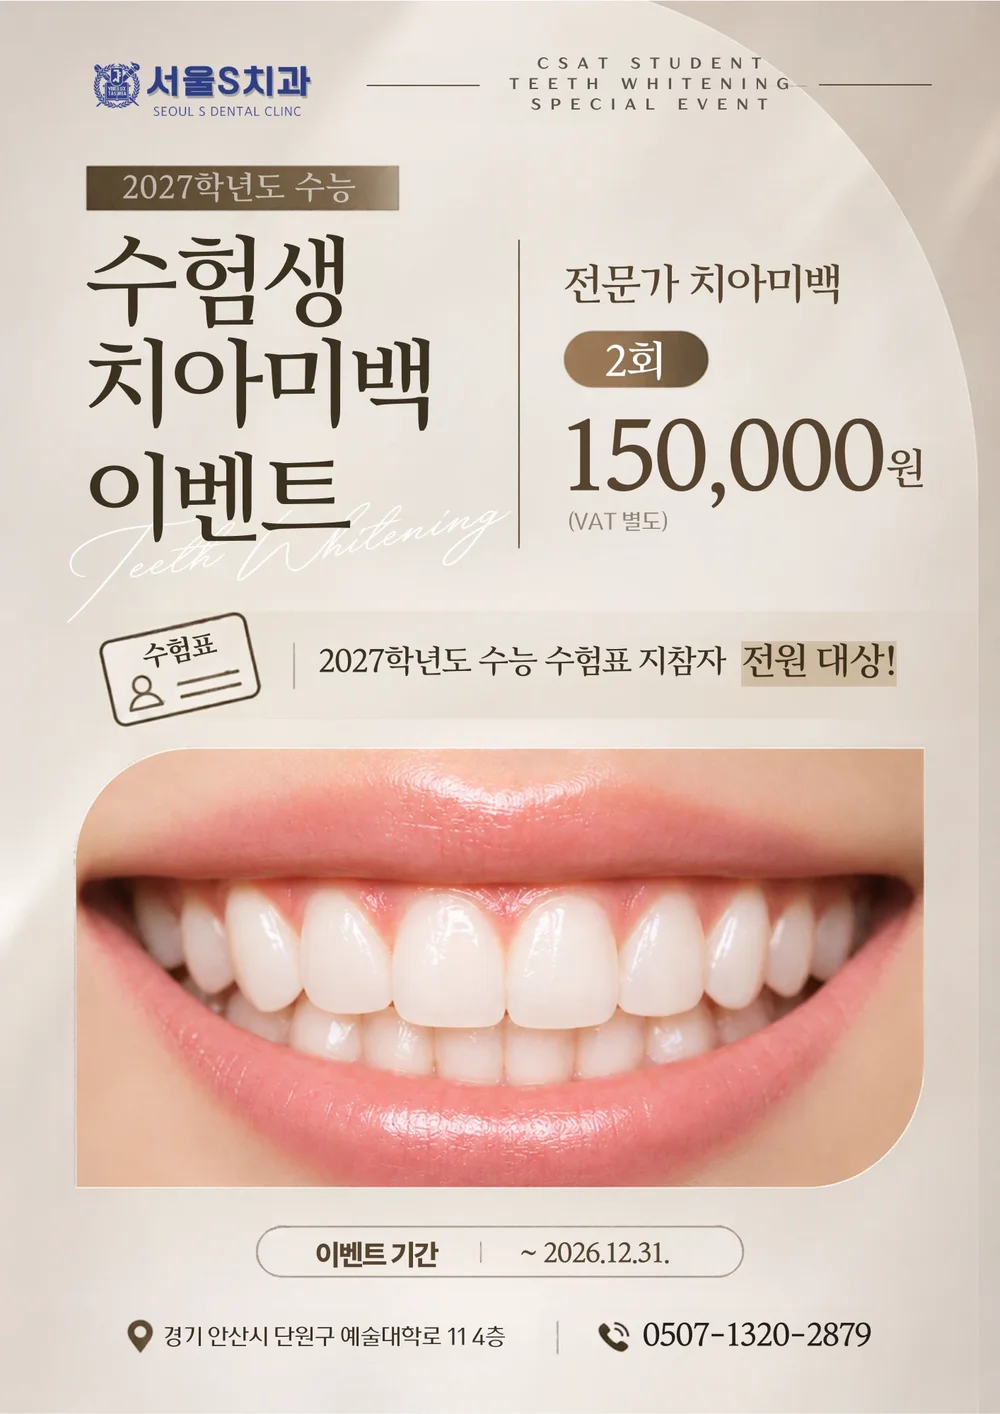 서울S치과
SEOUL S DENTAL CLINC
CSAT STUDENT
TEETH WHITENING
SPECIAL EVENT
2027학년도 수능
수험생
치아미백
이벤트
Teeth Whitening
전문가 치아미백
2회
150,000원
(VAT 별도)
수험표
2027학년도 수능 수험표 지참자 전원 대상!
이벤트 기간 ~ 2026.12.31.
경기 안산시 단원구 예술대학로 11 4층
0507-1320-2879